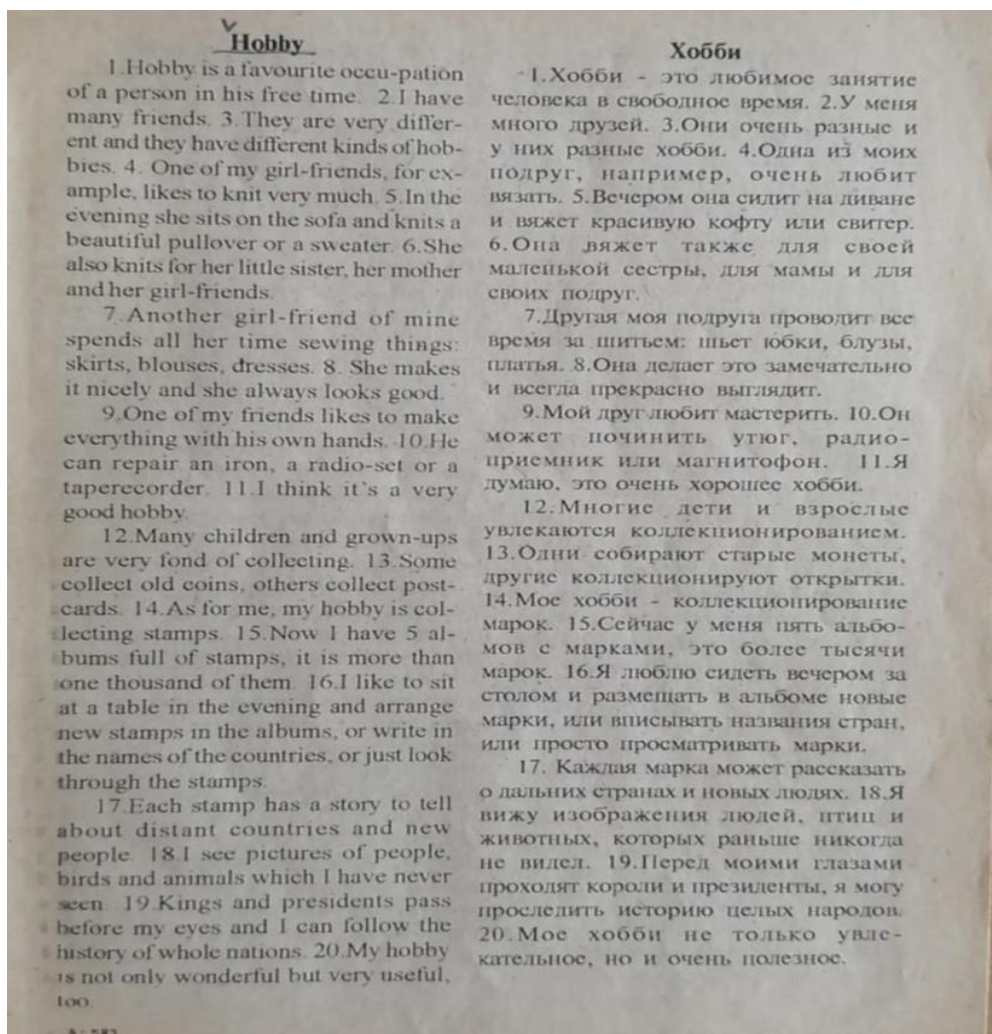 Hobby
1.Hobby is a favourite occu-pation
of a person in his free time. 2.I have
many friends. 3.They are very differ-
ent and they have different kinds of hob-
bies. 4. One of my girl-friends, for ex-
ample, likes to knit very much. 5.In the
evening she sits on the sofa and knits a
beautiful pullover or a sweater. 6.She
also knits for her little sister, her mother
and her girl-friends.
7.Another girl-friend of mine
spends all her time sewing things:
skirts, blouses, dresses. 8. She makes
it nicely and she always looks good.
9.One of my friends likes to make
everything with his own hands. 10.He
can repair an iron, a radio-set or a
taperecorder. 11.I think it's a very
good hobby.
12.Many children and grown-ups
are very fond of collecting. 13.Some
collect old coins, others collect post-
cards. 14.As for me, my hobby is col-
lecting stamps. 15.Now I have 5 al-
bums full of stamps, it is more than
one thousand of them. 16.I like to sit
at a table in the evening and arrange
new stamps in the albums, or write in
the names of the countries, or just look
through the stamps.
17.Each stamp has a story to tell
about distant countries and new
people. 18.I see pictures of people,
birds and animals which I have never
seen. 19.Kings and presidents pass
before my eyes and I can follow the
history of whole nations. 20.My hobby
is not only wonderful but very useful,
too.
Хобби
1.Хобби - это любимое занятие
человека в свободное время. 2.У меня
много друзей. 3.Они очень разные и
у них разные хобби. 4.Одна из моих
подруг, например, очень любит
вязать. 5.Вечером она силит на диване
и вяжет красивую кофту или свитер.
6.Она вяжет также для своей
маленькой сестры, для мамы и для
своих подруг.
7.Другая моя подруга проводит все
время за шитьем: шьет юбки, блузы,
платья. 8.Она делает это замечательно
и всегла прекрасно выглядит.
9.Мой друг любит мастерить. 10.Он
может починить утюг, радио-
приемник или магнитофон. 11.Я
думаю, это очень хорошее хобби.
12.Многие дети и взрослые
увлекаются коллекционированием.
13.Одни собирают старые монеты,
другие коллекционируют открытки.
14.Мое хобби - коллекционирование
марок. 15.Сейчас у меня пять альбо-
мов с марками, это более тысячи
марок. 16.Я люблю сидеть вечером за
столом и размещать в альбоме новые
марки, или вписывать названия стран,
или просто просматривать марки.
17. Каждая марка может рассказать
о дальних странах и новых людях. 18.Я
вижу изображения людей, птиц и
животных, которых раньше никогда
не видел. 19.Перед моими глазами
проходят короли и президенты, я могу
проследить историю целых народов.
20.Мое хобби не только увле-
кательное, но и очень полезное.